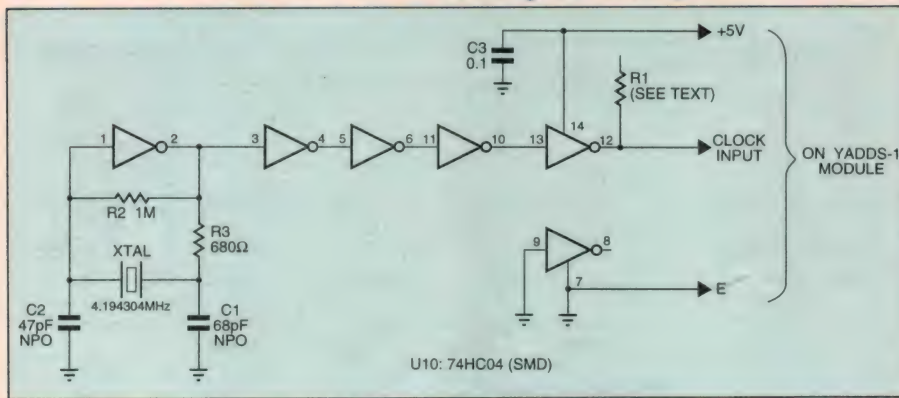 +5V
C3
0.1
R1
(SEE TEXT)
14
1
2
3
4
5
6
11
10
13
12
CLOCK
INPUT
ON YADDS-1
MODULE
R2 1M
R3
680Ω
9
8
XTAL
7
E
4.194304MHz
C2
47pF
NPO
C1
68pF
NPO
U10: 74HC04 (SMD)